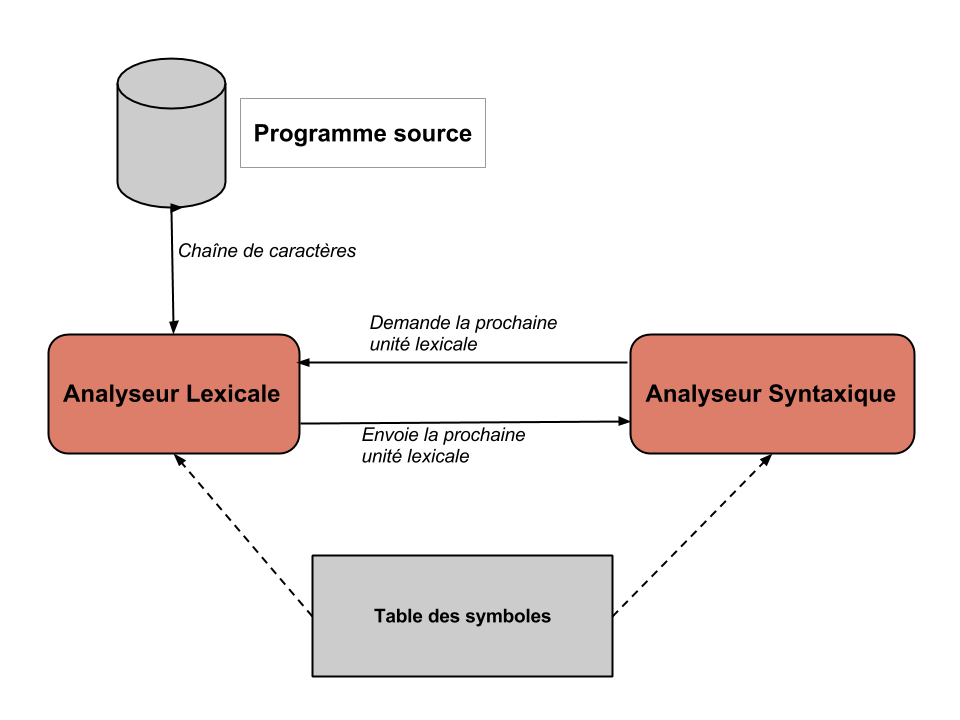 Programme source
Chaîne de caractères
Demande la prochaine
unité lexicale
Analyseur Lexicale
Analyseur Syntaxique
Envoie la prochaine
unité lexicale
Table des symboles